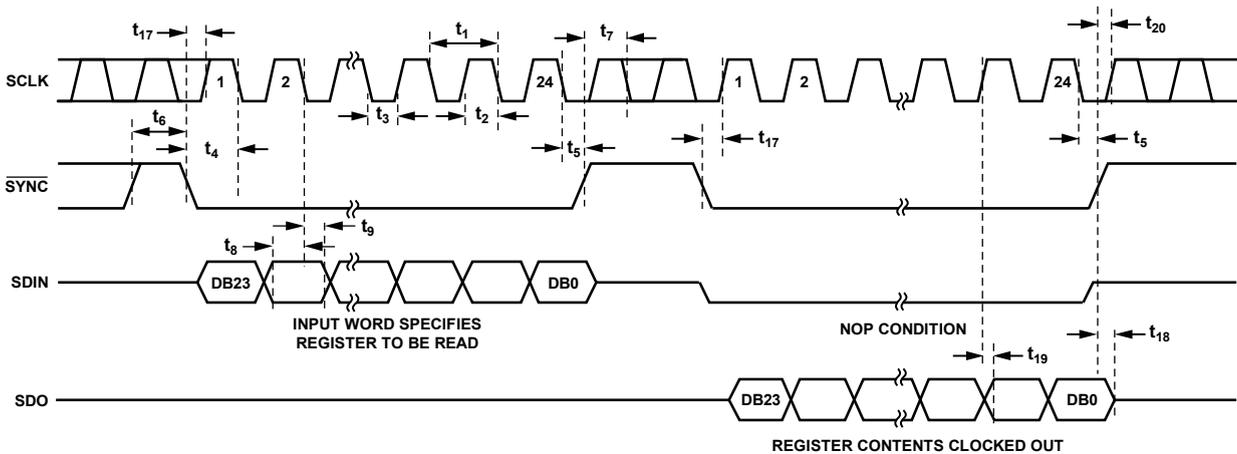 t17
t1
t7
t20
SCLK
1
2
24
1
2
24
t3
t2
t6
t4
t5
t17
t5
SYNC
t9
t8
SDIN
DB23
DB0
INPUT WORD SPECIFIES
REGISTER TO BE READ
NOP CONDITION
t18
t19
SDO
DB23
DB0
REGISTER CONTENTS CLOCKED OUT